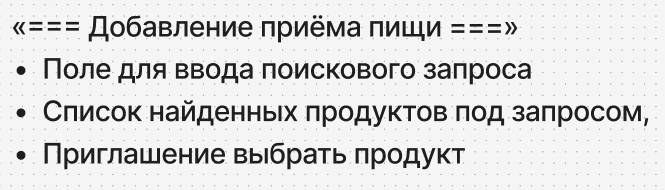 «=== Добавление приёма пищи ===»
• Поле для ввода поискового запроса
• Список найденных продуктов под запросом,
• Приглашение выбрать продукт